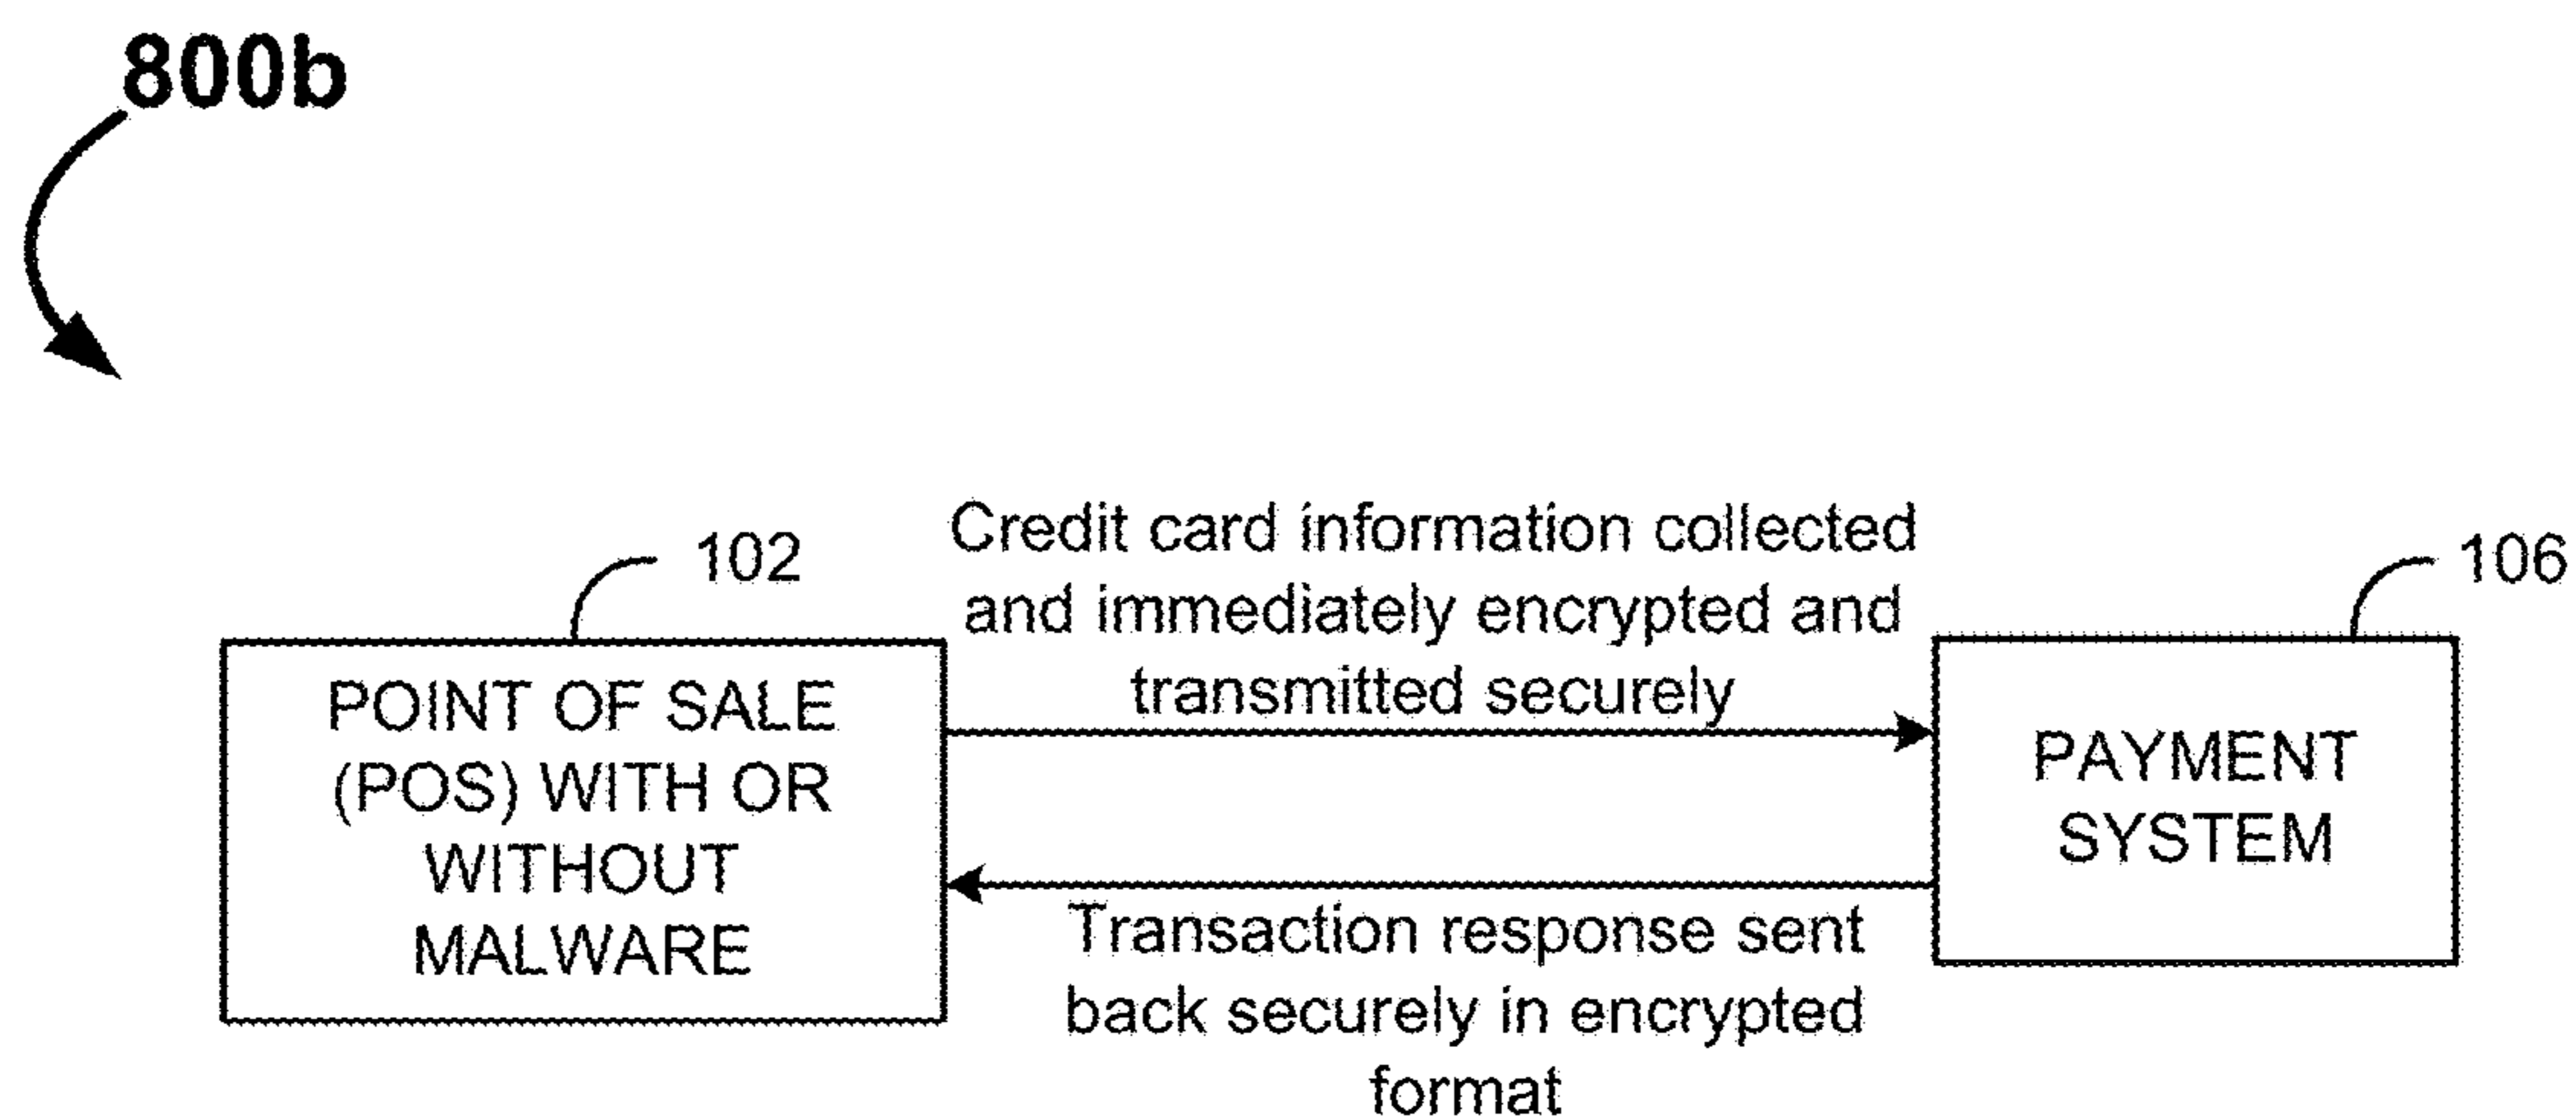 800b
102
Credit card information collected
and immediately encrypted and
transmitted securely
106
POINT OF SALE
(POS) WITH OR
WITHOUT
MALWARE
PAYMENT
SYSTEM
Transaction response sent
back securely in encrypted
format